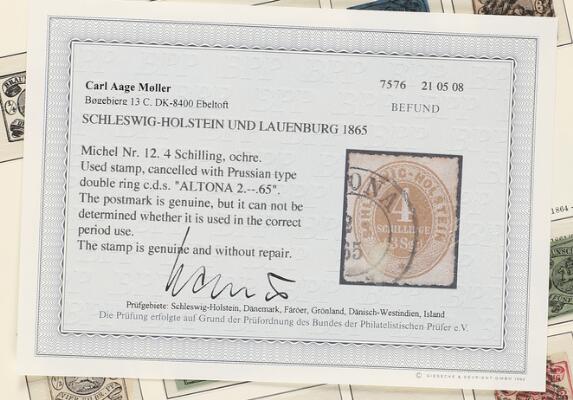 Carl Aage Møller
Bøgebjerg 13 C. DK-8400 Ebeltoft
7576 21 05 08
BEFUND
SCHLESWIG-HOLSTEIN UND LAUENBURG 1865
Michel Nr. 12. 4 Schilling, ochre.
Used stamp, cancelled with Prussian type
double ring c.d.s. "ALTONA 2.--.65".
The postmark is genuine, but it can not be
determined whether it is used in the correct
period use.
The stamp is genuine and without repair.
4
SCHILLINGE
Prüfgebiete: Schleswig-Holstein, Dänemark, Färöer, Grönland, Dänisch-Westindien, Island
Die Prüfung erfolgte auf Grund der Prüfordnung des Bundes der Philatelistischen Prüfer e.V.
1864 -